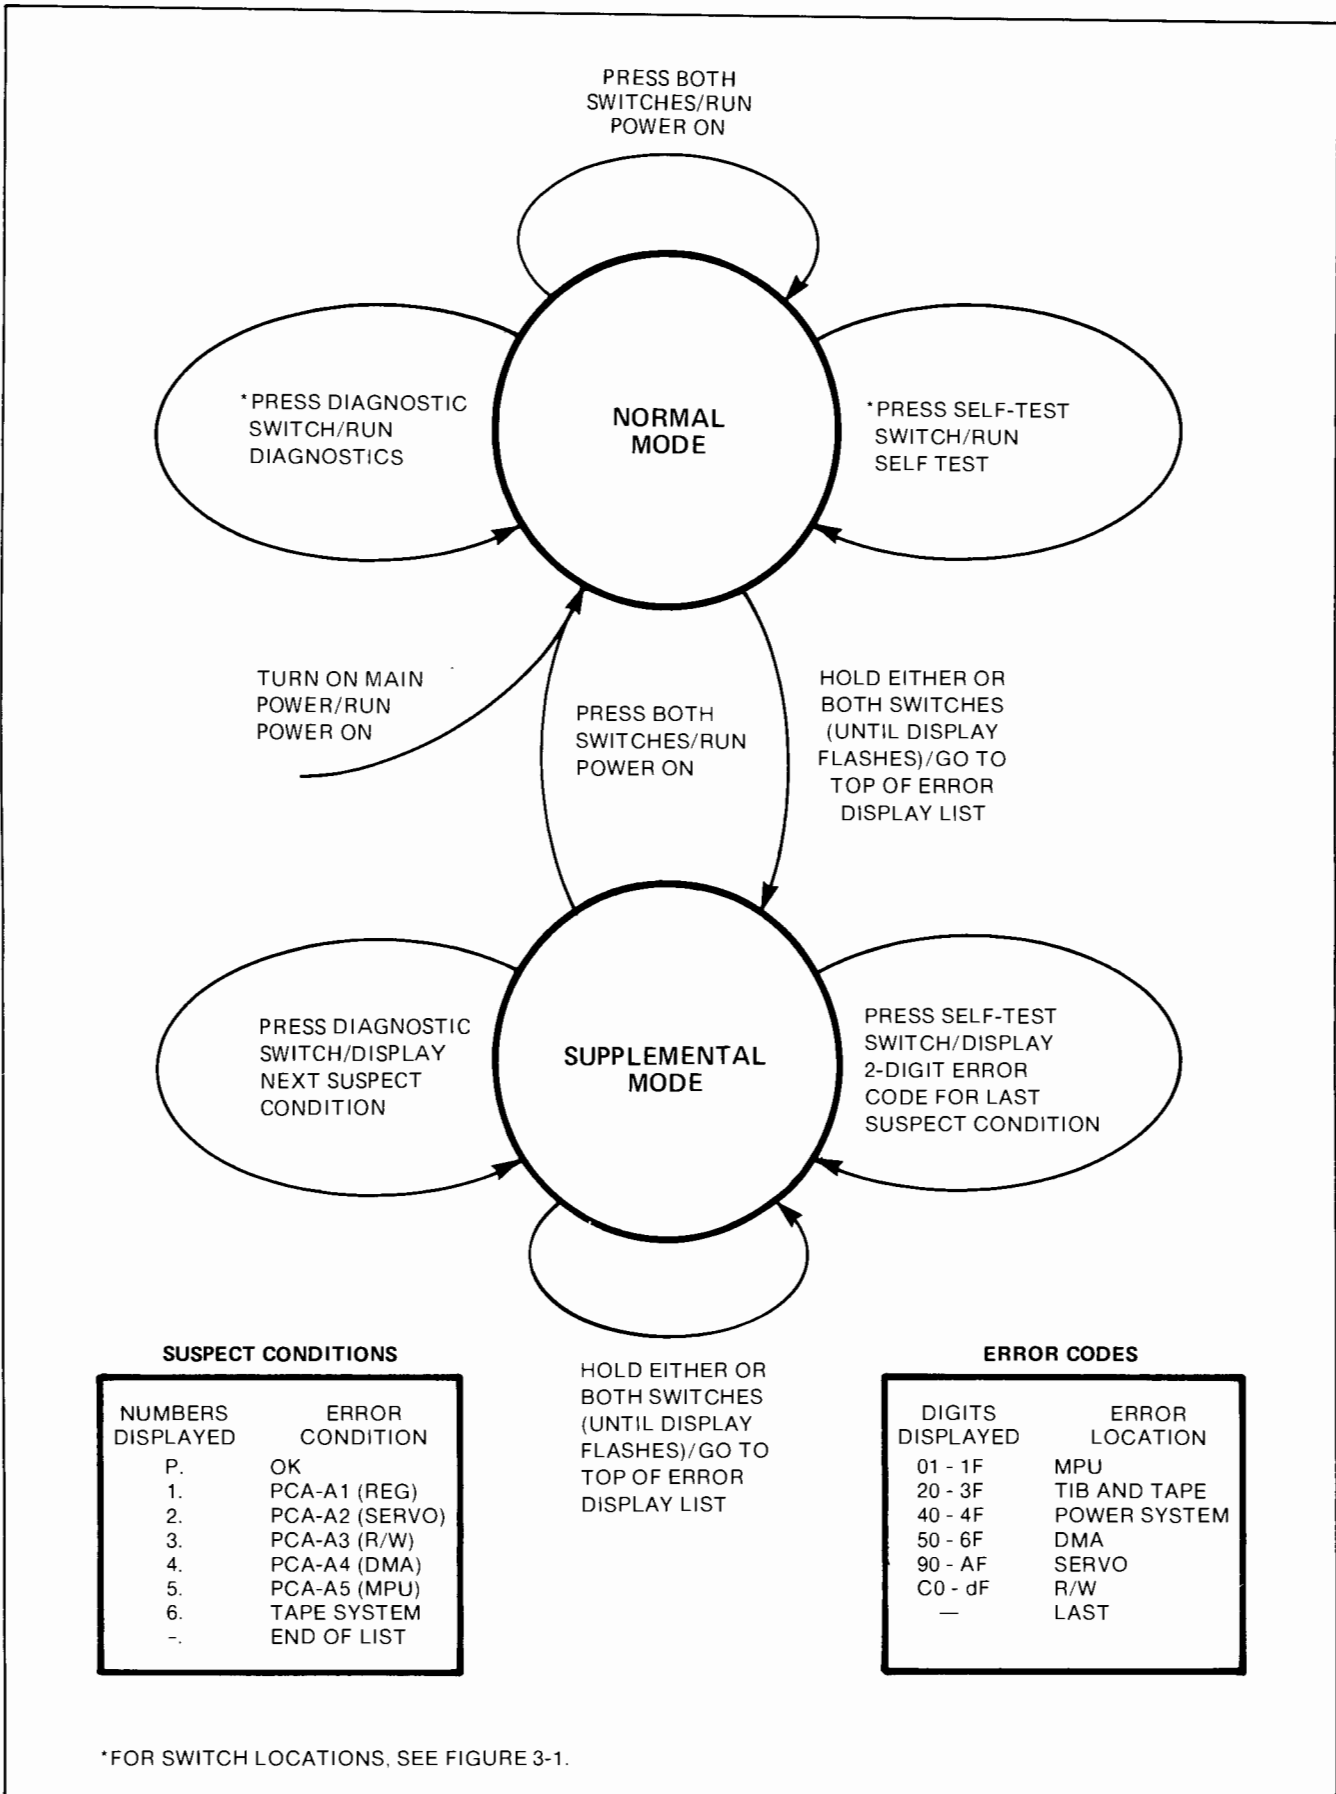 PRESS BOTH
SWITCHES/RUN
POWER ON
*PRESS DIAGNOSTIC
SWITCH/RUN
DIAGNOSTICS
NORMAL
MODE
*PRESS SELF-TEST
SWITCH/RUN
SELF TEST
TURN ON MAIN
POWER/RUN
POWER ON
PRESS BOTH
SWITCHES/RUN
POWER ON
HOLD EITHER OR
BOTH SWITCHES
(UNTIL DISPLAY
FLASHES)/GO TO
TOP OF ERROR
DISPLAY LIST
PRESS DIAGNOSTIC
SWITCH/DISPLAY
NEXT SUSPECT
CONDITION
SUPPLEMENTAL
MODE
PRESS SELF-TEST
SWITCH/DISPLAY
2-DIGIT ERROR
CODE FOR LAST
SUSPECT CONDITION
HOLD EITHER OR
BOTH SWITCHES
(UNTIL DISPLAY
FLASHES)/GO TO
TOP OF ERROR
DISPLAY LIST
SUSPECT CONDITIONS
NUMBERS ERROR
DISPLAYED CONDITION
P. OK
1. PCA-A1 (REG)
2. PCA-A2 (SERVO)
3. PCA-A3 (R/W)
4. PCA-A4 (DMA)
5. PCA-A5 (MPU)
6. TAPE SYSTEM
-. END OF LIST
ERROR CODES
DIGITS ERROR
DISPLAYED LOCATION
01 - 1F MPU
20 - 3F TIB AND TAPE
40 - 4F POWER SYSTEM
50 - 6F DMA
90 - AF SERVO
C0 - dF R/W
— LAST
*FOR SWITCH LOCATIONS, SEE FIGURE 3-1.